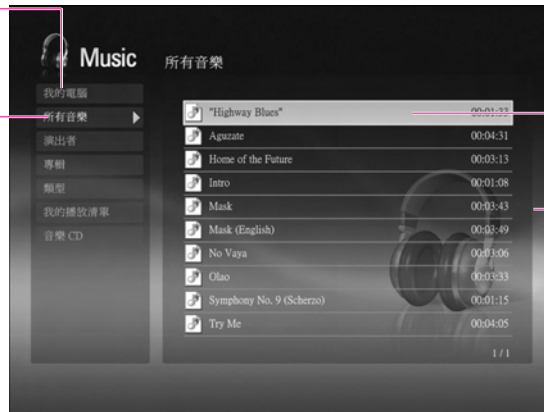 Music
所有音樂
我的電腦
所有音樂
演出者
專輯
類型
我的播放清單
音樂 CD
"Highway Blues" 00:01:33
Aguzate 00:04:31
Home of the Future 00:03:13
Intro 00:01:08
Mask 00:03:43
Mask (English) 00:03:49
No Vaya 00:03:06
Olao 00:03:33
Symphony No. 9 (Scherzo) 00:01:15
Try Me 00:04:05
1 / 1